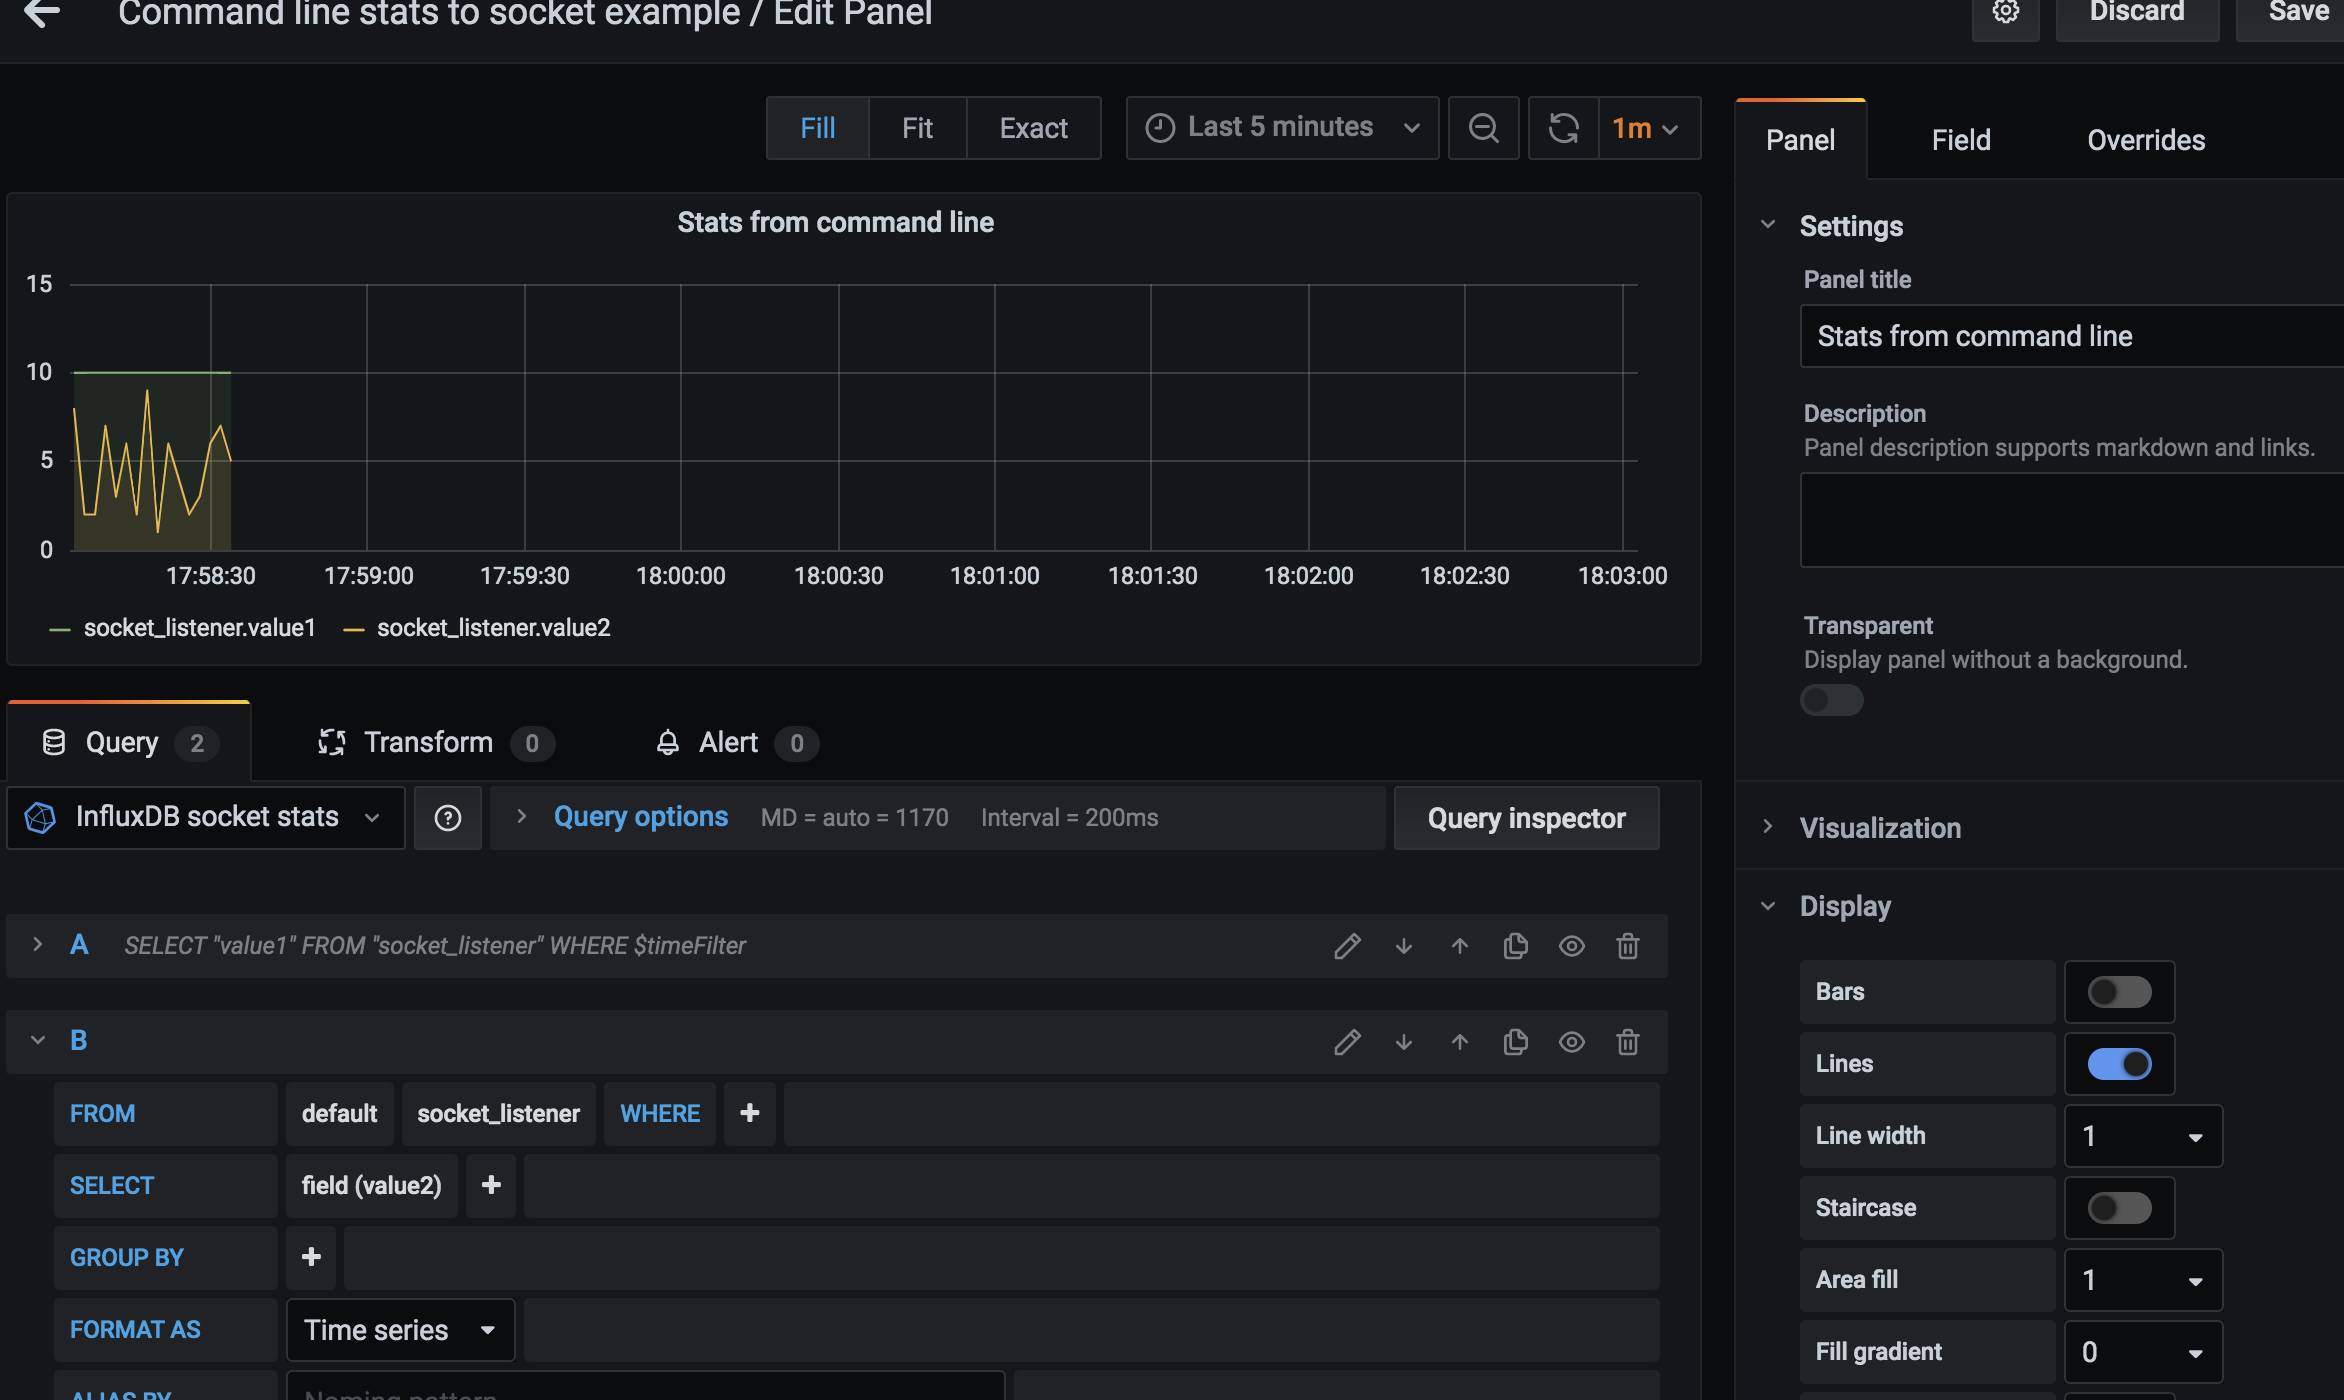 Command line stats to socket example / Edit Panel
Discard
Save
Fill
Fit
Exact
Last 5 minutes
1m
Panel
Field
Overrides
Stats from command line
15
10
5
0
17:58:30
17:59:00
17:59:30
18:00:00
18:00:30
18:01:00
18:01:30
18:02:00
18:02:30
18:03:00
socket_listener.value1
socket_listener.value2
Settings
Panel title
Stats from command line
Description
Panel description supports markdown and links.
Transparent
Display panel without a background.
Query 2
Transform 0
Alert 0
InfluxDB socket stats
Query options
MD = auto = 1170
Interval = 200ms
Query inspector
A
SELECT "value1" FROM "socket_listener" WHERE $timeFilter
B
FROM default socket_listener WHERE +
SELECT field (value2) +
GROUP BY +
FORMAT AS Time series
ALIAS BY Naming pattern
Visualization
Display
Bars
Lines
Line width 1
Staircase
Area fill 1
Fill gradient 0